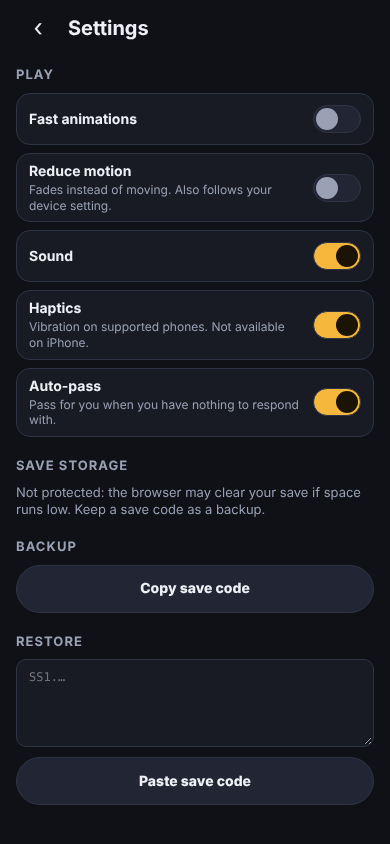 Settings
PLAY
Fast animations
Reduce motion
Fades instead of moving. Also follows your
device setting.
Sound
Haptics
Vibration on supported phones. Not available
on iPhone.
Auto-pass
Pass for you when you have nothing to respond
with.
SAVE STORAGE
Not protected: the browser may clear your save if space
runs low. Keep a save code as a backup.
BACKUP
Copy save code
RESTORE
SS1.…
Paste save code